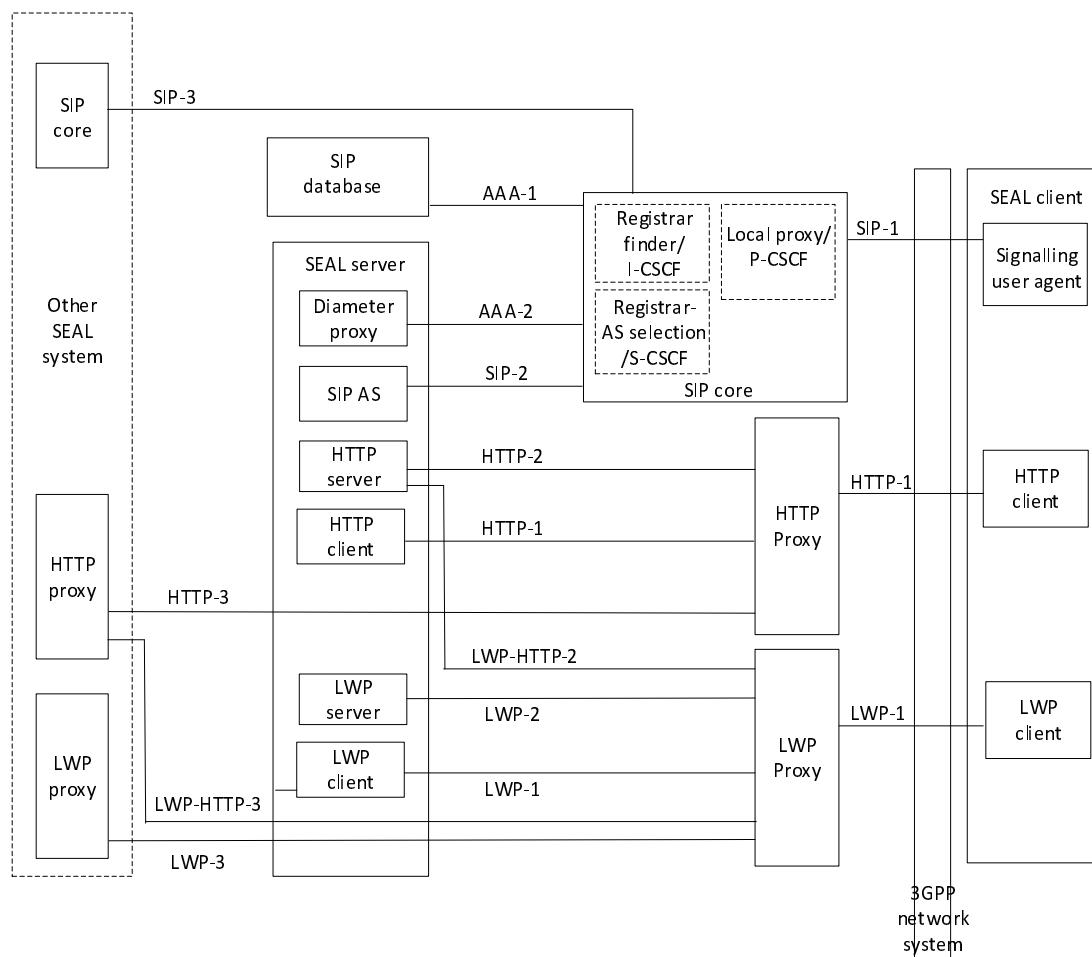 SIP
core
SIP-3
SIP
database
AAA-1
SEAL client
Registrar
finder/
I-CSCF
Local proxy/
P-CSCF
SIP-1
Signalling
user agent
SEAL server
Diameter
proxy
AAA-2
Registrar-
AS selection
/S-CSCF
Other
SEAL
system
SIP AS
SIP-2
SIP core
HTTP
server
HTTP-2
HTTP-1
HTTP
client
HTTP
client
HTTP-1
HTTP
Proxy
HTTP
proxy
HTTP-3
LWP-HTTP-2
LWP
server
LWP-2
LWP-1
LWP
client
LWP
Proxy
LWP
proxy
LWP
client
LWP-1
LWP-HTTP-3
LWP-3
3GPP
network
system